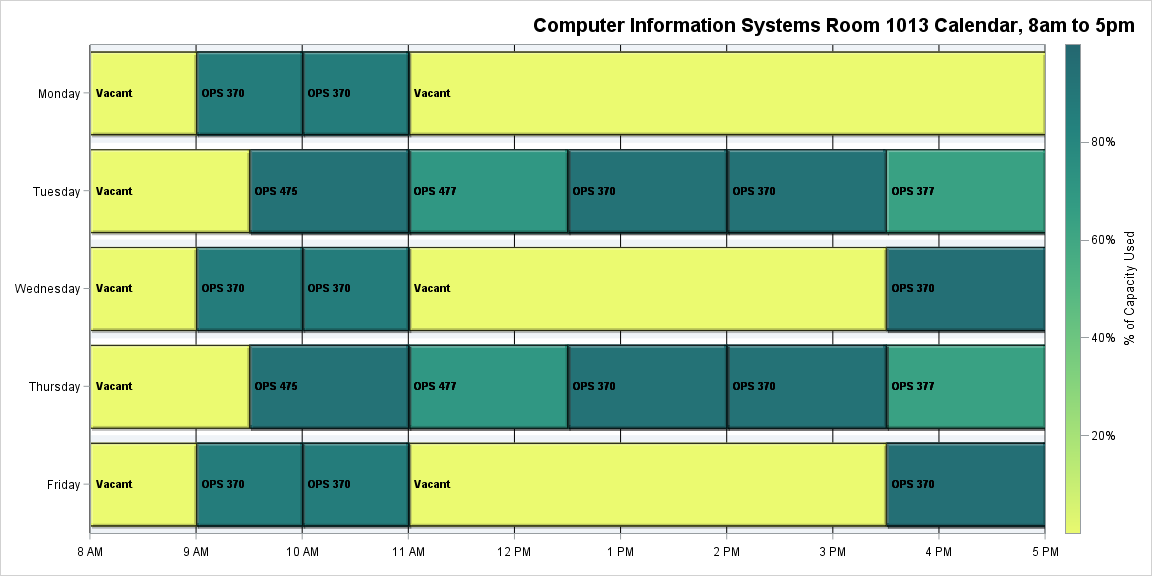 Computer Information Systems Room 1013 Calendar, 8am to 5pm
Monday
Vacant
OPS 370
OPS 370
Vacant
Tuesday
Vacant
OPS 475
OPS 477
OPS 370
OPS 370
OPS 377
Wednesday
Vacant
OPS 370
OPS 370
Vacant
OPS 370
Thursday
Vacant
OPS 475
OPS 477
OPS 370
OPS 370
OPS 377
Friday
Vacant
OPS 370
OPS 370
Vacant
OPS 370
8 AM
9 AM
10 AM
11 AM
12 PM
1 PM
2 PM
3 PM
4 PM
5 PM
80%
60%
40%
20%
% of Capacity Used